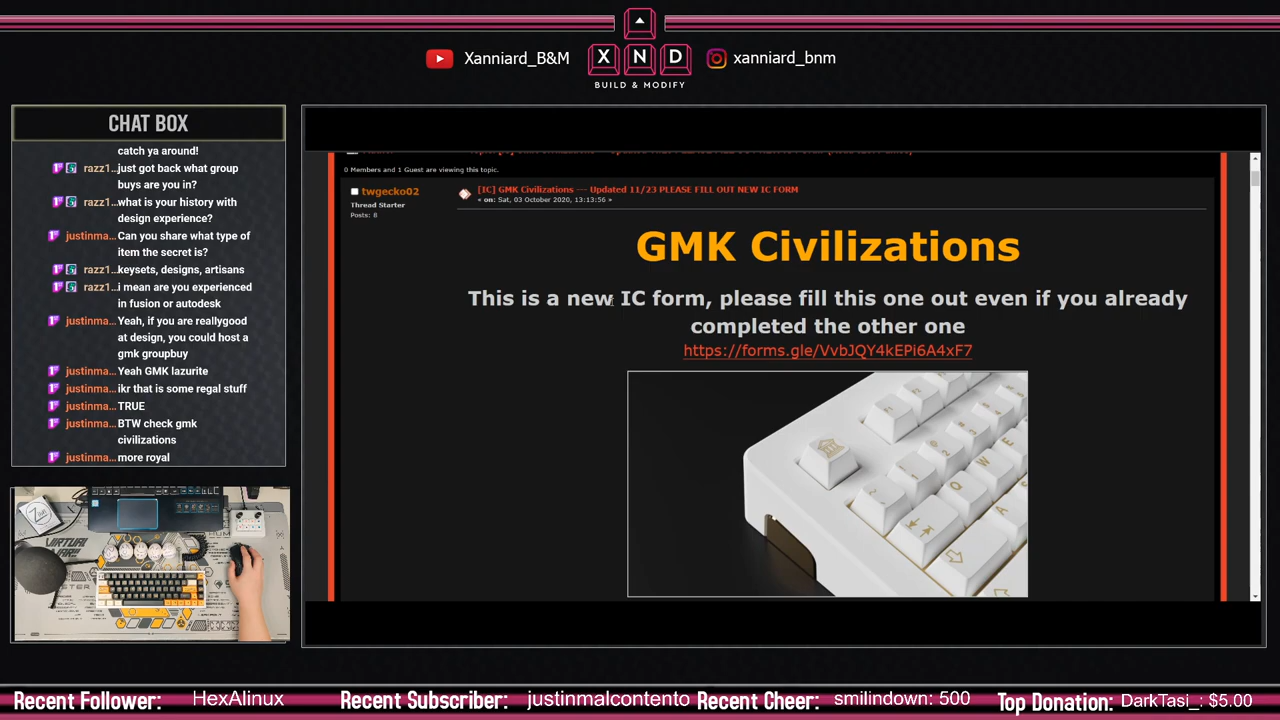 Xanniard_B&M
X N D
BUILD & MODIFY
xanniard_bnm
CHAT BOX
catch ya around!
razz1... just got back what group
buys are you in?
razz1... what is your history with
design experience?
justinma... Can you share what type of
item the secret is?
razz1... keysets, designs, artisans
razz1... i mean are you experienced
in fusion or autodesk
justinma... Yeah, if you are reallygood
at design, you could host a
gmk groupbuy
justinma... Yeah GMK lazurite
justinma... ikr that is some regal stuff
justinma... TRUE
justinma... BTW check gmk
civilizations
justinma... more royal
0 Members and 1 Guest are viewing this topic.
twgecko02
Thread Starter
Posts: 8
[IC] GMK Civilizations --- Updated 11/23 PLEASE FILL OUT NEW IC FORM
« on: Sat, 03 October 2020, 13:13:56 »
GMK Civilizations
This is a new IC form, please fill this one out even if you already
completed the other one
https://forms.gle/VvbJQY4kEPi6A4xF7
Recent Follower: HexAlinux
Recent Subscriber: justinmalcontento
Recent Cheer: smilindown: 500
Top Donation: DarkTasi_: $5.00